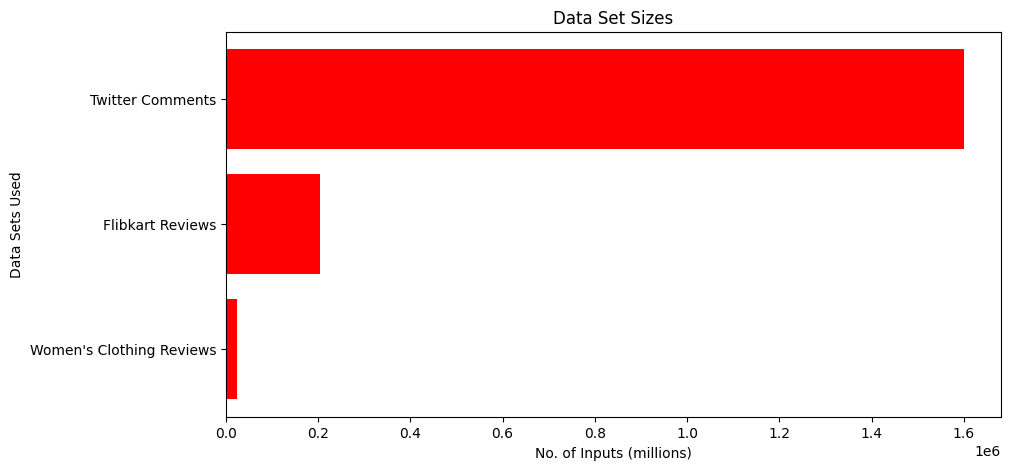 Data Set Sizes
Twitter Comments
Flibkart Reviews
Women's Clothing Reviews
Data Sets Used
0.0 0.2 0.4 0.6 0.8 1.0 1.2 1.4 1.6
1e6
No. of Inputs (millions)